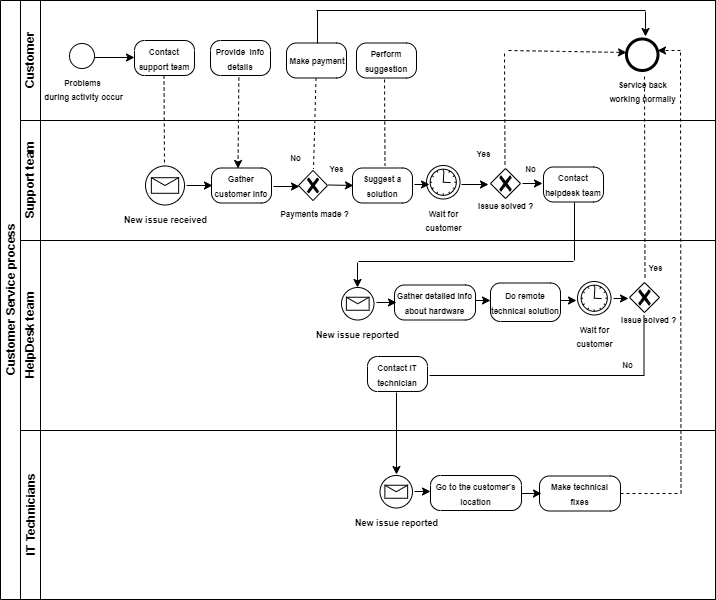 Customer Service process
Customer
Contact
support team
Provide info
details
Make payment
Perform
suggestion
Problems
during activity occur
Service back
working normally
Support team
New issue received
Gather
customer info
No
Yes
Payments made ?
Suggest a
solution
Wait for
customer
Yes
No
Issue solved ?
Contact
helpdesk team
HelpDesk team
New issue reported
Gather detailed info
about hardware
Do remote
technical solution
Wait for
customer
Yes
Issue solved ?
No
Contact IT
technician
IT Technicians
New issue reported
Go to the customer's
location
Make technical
fixes